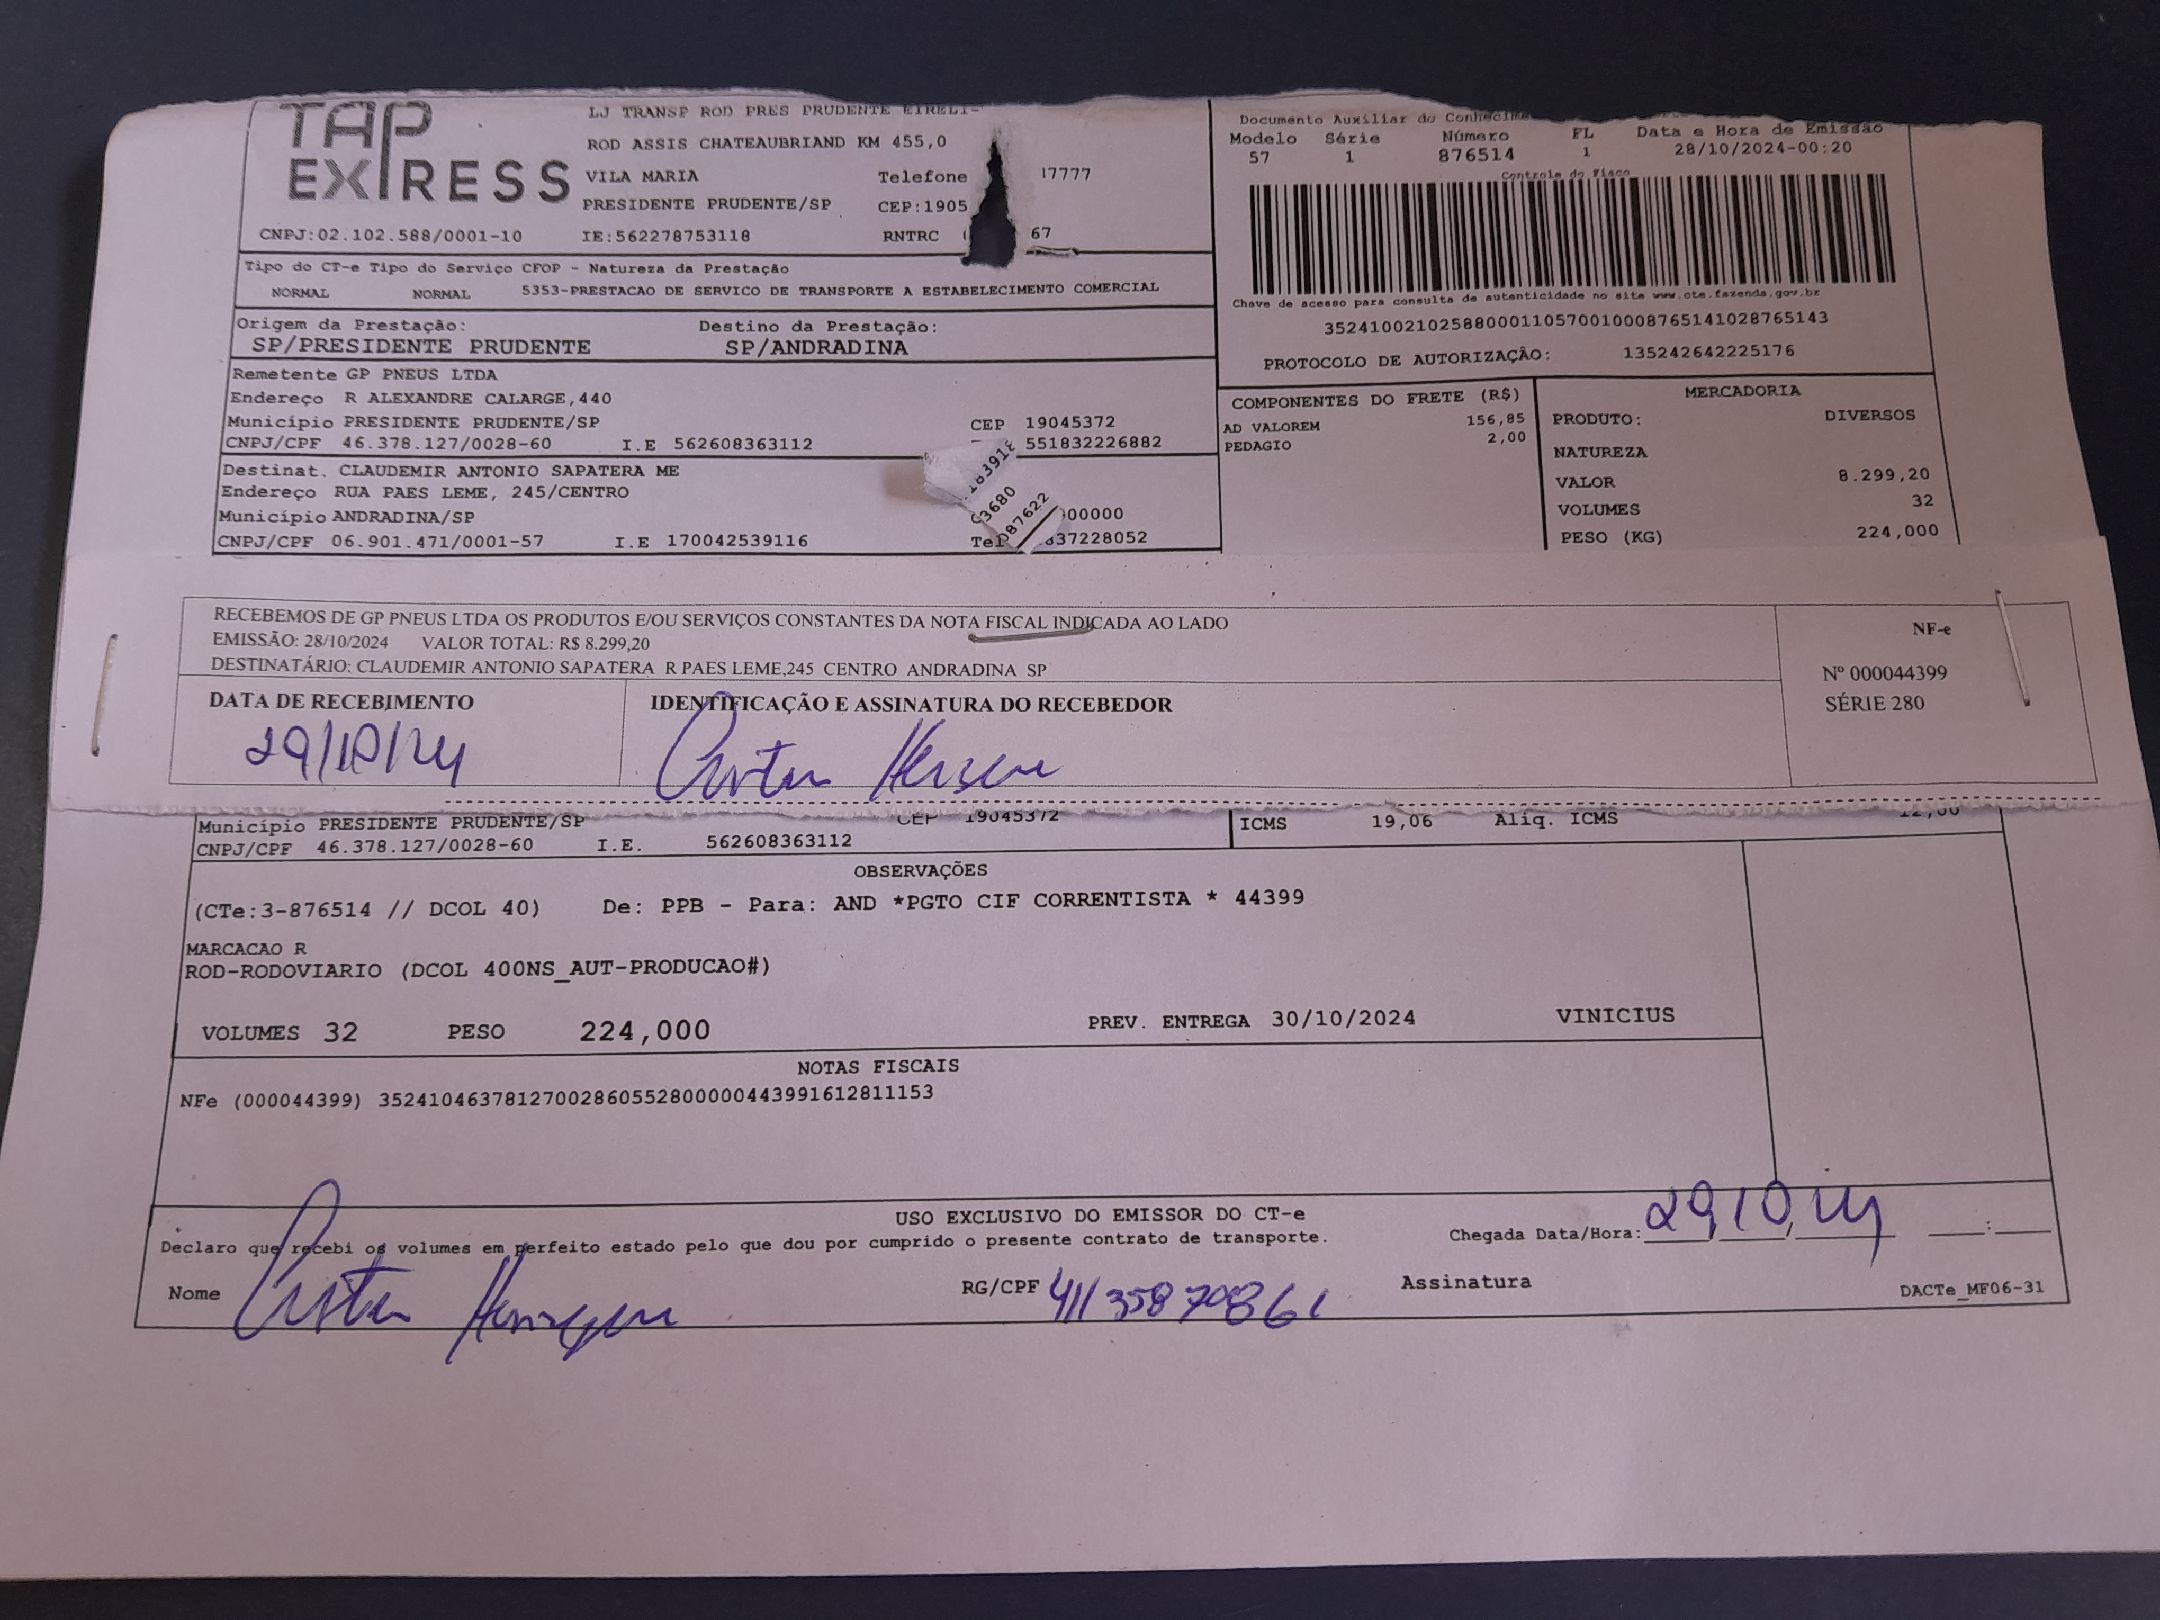 TAP
EXPRESS
LJ TRANSP ROD PRES PRUDENTE EIRELI-
ROD ASSIS CHATEAUBRIAND KM 455,0
VILA MARIA Telefone 17777
PRESIDENTE PRUDENTE/SP CEP:1905
CNPJ:02.102.588/0001-10 IE:562278753118 RNTRC 67
Tipo do CT-e Tipo do Serviço CFOP - Natureza da Prestação
NORMAL NORMAL 5353-PRESTACAO DE SERVICO DE TRANSPORTE A ESTABELECIMENTO COMERCIAL
Origem da Prestação: Destino da Prestação:
SP/PRESIDENTE PRUDENTE SP/ANDRADINA
Remetente GP PNEUS LTDA
Endereço R ALEXANDRE CALARGE,440
Município PRESIDENTE PRUDENTE/SP CEP 19045372
CNPJ/CPF 46.378.127/0028-60 I.E 562608363112 551832226882
Destinat. CLAUDEMIR ANTONIO SAPATERA ME
Endereço RUA PAES LEME, 245/CENTRO
Município ANDRADINA/SP 00000
CNPJ/CPF 06.901.471/0001-57 I.E 170042539116 Tel 637228052
183918
03680
087622
Documento Auxiliar do Conhecime
Modelo Série Número FL Data e Hora de Emissão
57 1 876514 1 28/10/2024-00:20
Controle do Fisco
Chave de acesso para consulta de autenticidade no site www.cte.fazenda.gov.br
35241002102588000110570010008765141028765143
PROTOCOLO DE AUTORIZAÇÃO: 135242642225176
COMPONENTES DO FRETE (R$)
AD VALOREM 156,85
PEDAGIO 2,00
MERCADORIA
PRODUTO: DIVERSOS
NATUREZA
VALOR 8.299,20
VOLUMES 32
PESO (KG) 224,000
RECEBEMOS DE GP PNEUS LTDA OS PRODUTOS E/OU SERVIÇOS CONSTANTES DA NOTA FISCAL INDICADA AO LADO
EMISSÃO: 28/10/2024 VALOR TOTAL: R$ 8.299,20
DESTINATÁRIO: CLAUDEMIR ANTONIO SAPATERA R PAES LEME,245 CENTRO ANDRADINA SP
NF-e
Nº 000044399
SÉRIE 280
DATA DE RECEBIMENTO IDENTIFICAÇÃO E ASSINATURA DO RECEBEDOR
29/10/24
Município PRESIDENTE PRUDENTE/SP CEP 19045372
CNPJ/CPF 46.378.127/0028-60 I.E. 562608363112
ICMS 19,06 Aliq. ICMS 12,00
OBSERVAÇÕES
(CTe:3-876514 // DCOL 40) De: PPB - Para: AND *PGTO CIF CORRENTISTA * 44399
MARCACAO R
ROD-RODOVIARIO (DCOL 400NS_AUT-PRODUCAO#)
VOLUMES 32 PESO 224,000 PREV. ENTREGA 30/10/2024 VINICIUS
NOTAS FISCAIS
NFe (000044399) 35241046378127002860552800000443991612811153
USO EXCLUSIVO DO EMISSOR DO CT-e
Declaro que recebi os volumes em perfeito estado pelo que dou por cumprido o presente contrato de transporte. Chegada Data/Hora: 29,10,24 :
Nome RG/CPF 41135870861 Assinatura DACTe_MF06-31